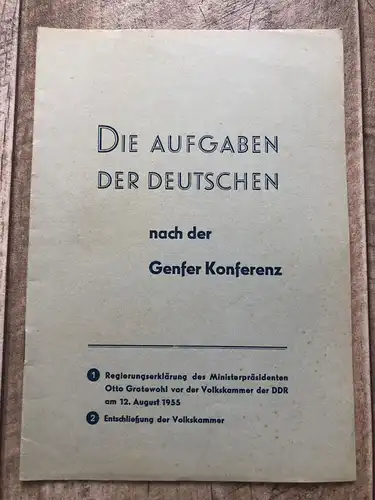 DIE AUFGABEN
DER DEUTSCHEN
nach der
Genfer Konferenz
1 Regierungserklärung des Ministerpräsidenten
Otto Grotewohl vor der Volkskammer der DDR
am 12. August 1955
2 Entschließung der Volkskammer